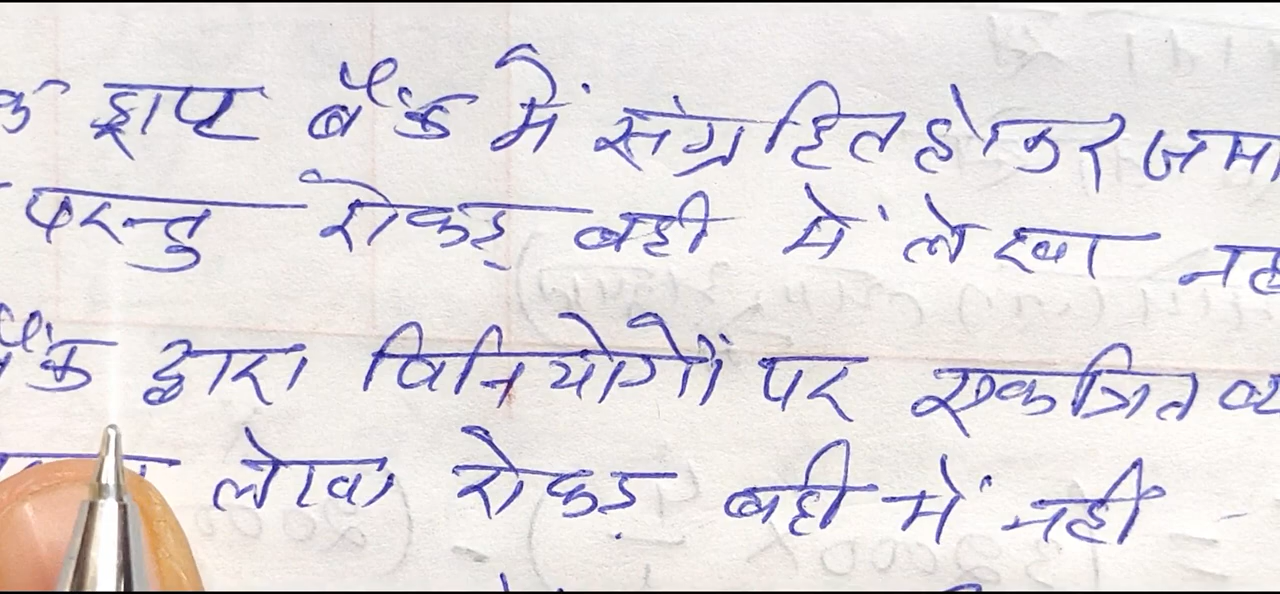 क ड्राफ्ट बैंक में संग्रहित होकर जमा
परन्तु रोकड़ बही में लेखा नह
बैंक द्वारा विनियोगों पर एकत्रित ब्य
लेखा रोकड़ बही में नहीं